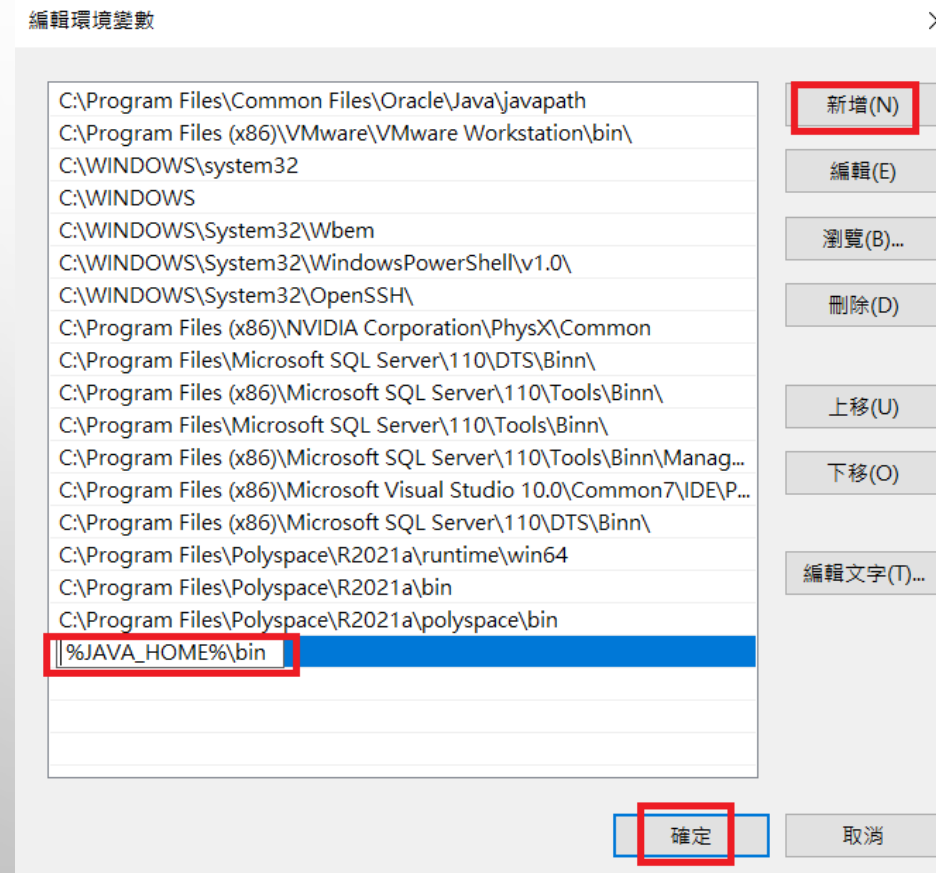 編輯環境變數
C:\Program Files\Common Files\Oracle\Java\javapath
C:\Program Files (x86)\VMware\VMware Workstation\bin\
C:\WINDOWS\system32
C:\WINDOWS
C:\WINDOWS\System32\Wbem
C:\WINDOWS\System32\WindowsPowerShell\v1.0\
C:\WINDOWS\System32\OpenSSH\
C:\Program Files (x86)\NVIDIA Corporation\PhysX\Common
C:\Program Files\Microsoft SQL Server\110\DTS\Binn\
C:\Program Files (x86)\Microsoft SQL Server\110\Tools\Binn\
C:\Program Files\Microsoft SQL Server\110\Tools\Binn\
C:\Program Files (x86)\Microsoft SQL Server\110\Tools\Binn\Manag...
C:\Program Files (x86)\Microsoft Visual Studio 10.0\Common7\IDE\P...
C:\Program Files (x86)\Microsoft SQL Server\110\DTS\Binn\
C:\Program Files\Polyspace\R2021a\runtime\win64
C:\Program Files\Polyspace\R2021a\bin
C:\Program Files\Polyspace\R2021a\polyspace\bin
%JAVA_HOME%\bin
新增(N)
編輯(E)
瀏覽(B)...
刪除(D)
上移(U)
下移(O)
編輯文字(T)...
確定
取消